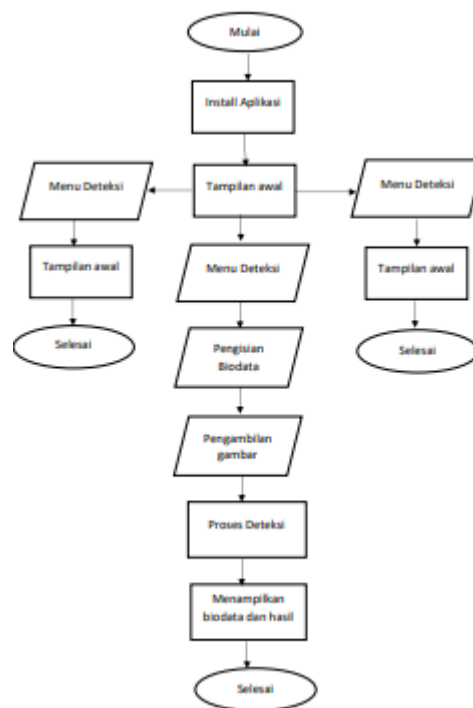 Mulai
Install Aplikasi
Menu Deteksi
Tampilan awal
Menu Deteksi
Tampilan awal
Menu Deteksi
Tampilan awal
Selesai
Pengisian
Biodata
Selesai
Pengambilan
gambar
Proses Deteksi
Menampilkan
biodata dan hasil
Selesai